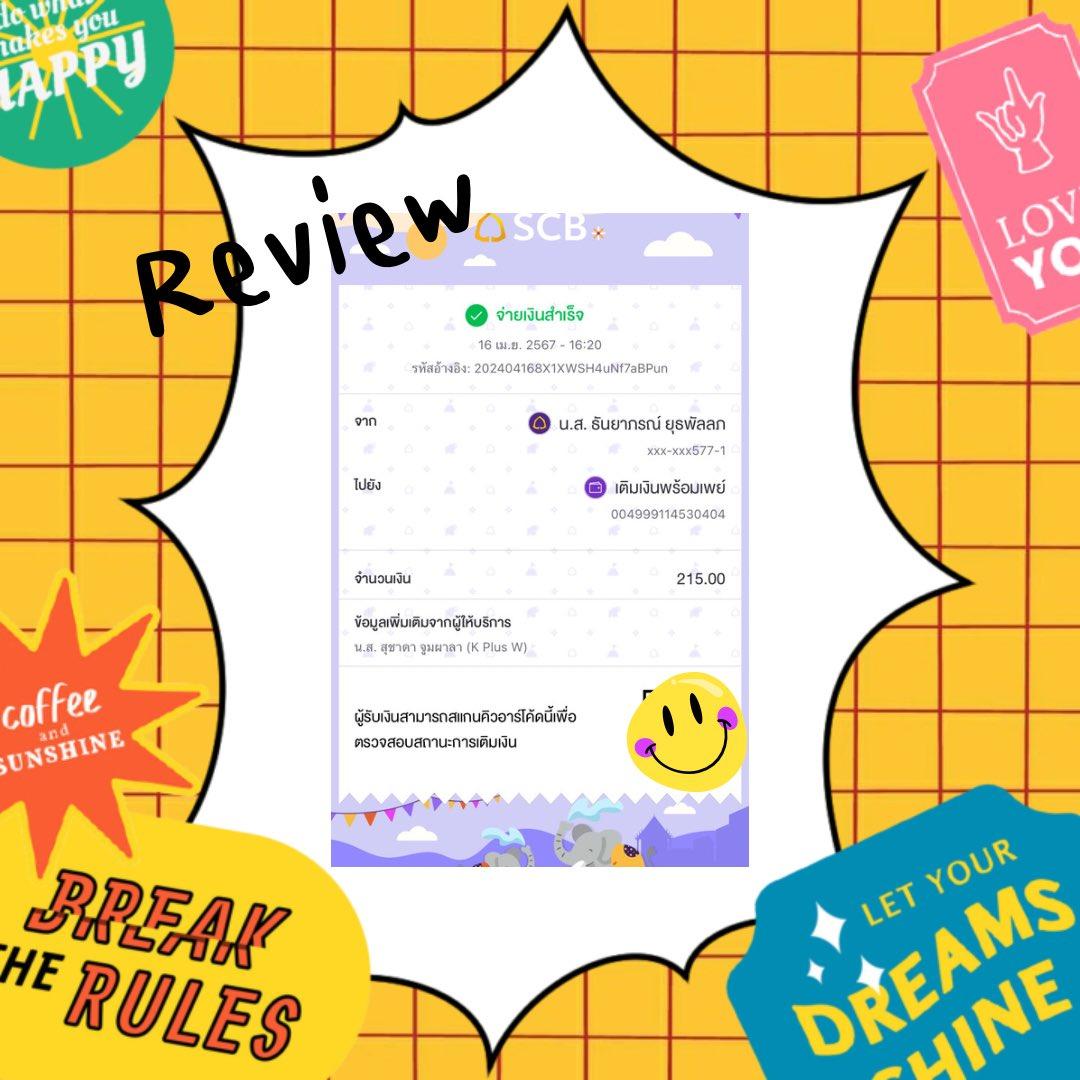 do what
makes you
HAPPY
LOVE
YO
Review
SCB
จ่ายเงินสำเร็จ
16 เม.ย. 2567 - 16:20
รหัสอ้างอิง: 202404168X1XWSH4uNf7aBPun
จาก
น.ส. ธันยาภรณ์ ยุธพัลลภ
xxx-xxx577-1
ไปยัง
เติมเงินพร้อมเพย์
004999114530404
จำนวนเงิน 215.00
ข้อมูลเพิ่มเติมจากผู้ให้บริการ
น.ส. สุชาดา จูมผาลา (K Plus W)
ผู้รับเงินสามารถสแกนคิวอาร์โค้ดนี้เพื่อ
ตรวจสอบสถานะการเติมเงิน
coffee
and
SUNSHINE
BREAK
THE RULES
LET YOUR
DREAMS
SHINE